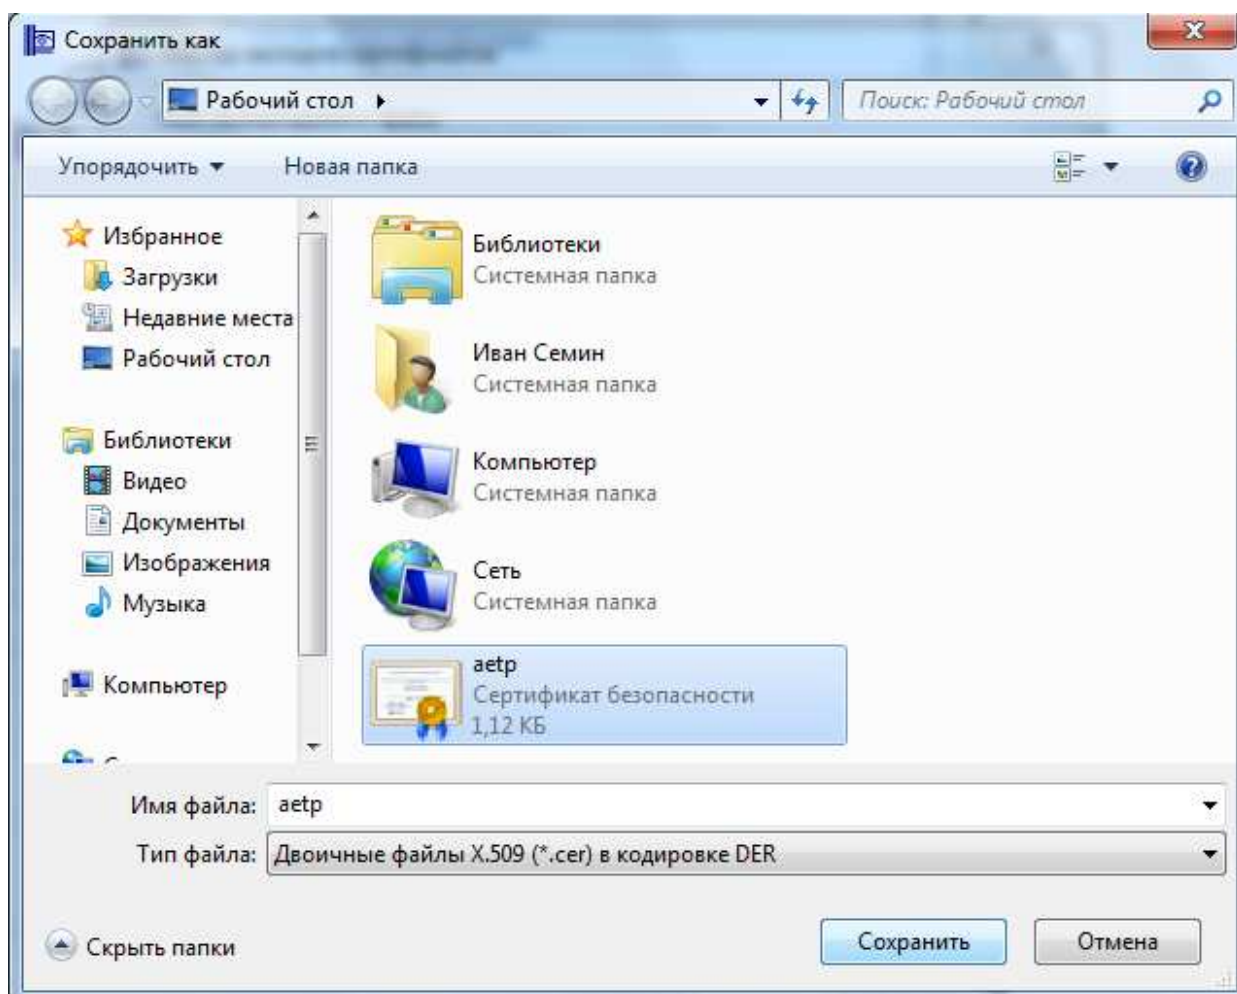 Сохранить как
Рабочий стол
Поиск: Рабочий стол
Упорядочить
Новая папка
Избранное
Загрузки
Недавние места
Рабочий стол
Библиотеки
Видео
Документы
Изображения
Музыка
Компьютер
Библиотеки
Системная папка
Иван Семин
Системная папка
Компьютер
Системная папка
Сеть
Системная папка
aetp
Сертификат безопасности
1,12 КБ
Имя файла: aetp
Тип файла: Двоичные файлы X.509 (*.cer) в кодировке DER
Скрыть папки
Сохранить
Отмена